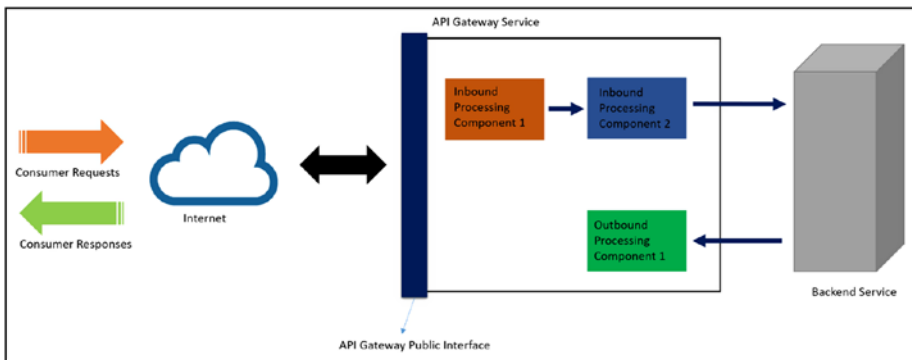 API Gateway Service
Inbound
Processing
Component 1
Inbound
Processing
Component 2
Consumer Requests
Internet
Consumer Responses
Outbound
Processing
Component 1
Backend Service
API Gateway Public Interface